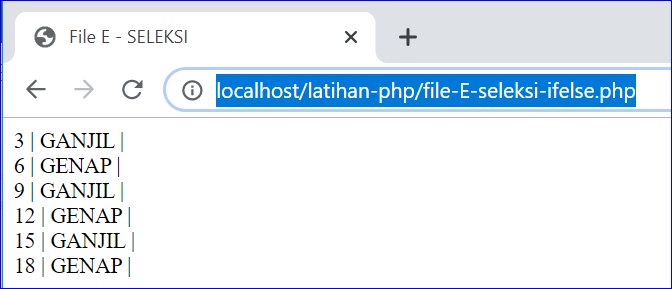 File E - SELEKSI
localhost/latihan-php/file-E-seleksi-ifelse.php
3 | GANJIL |
6 | GENAP |
9 | GANJIL |
12 | GENAP |
15 | GANJIL |
18 | GENAP |